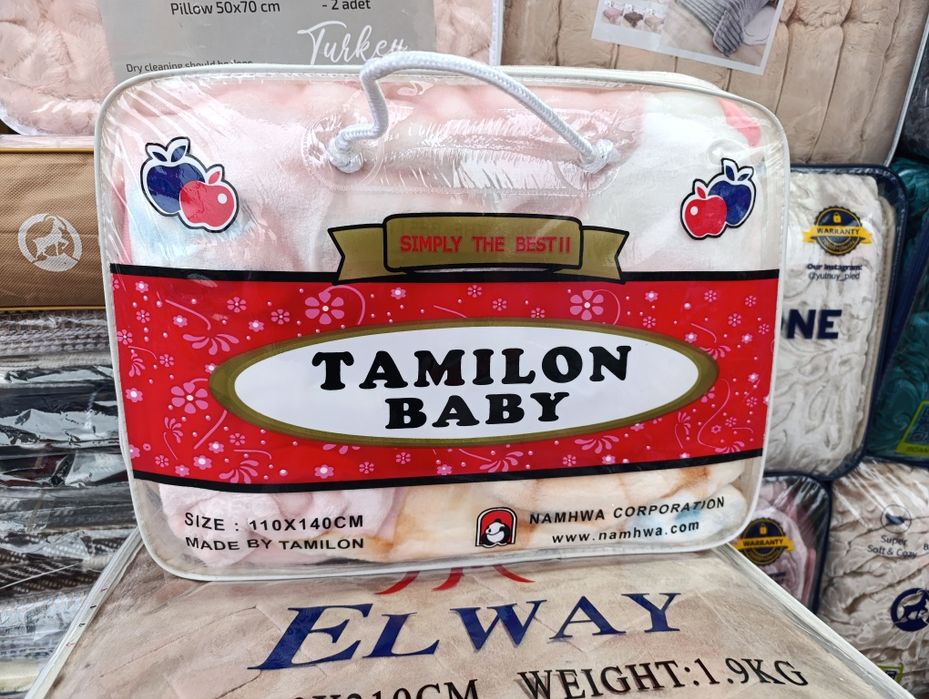 Pillow 50x70 cm - 2 adet
Turkey
Dry cleaning should be
SIMPLY THE BEST!!
TAMILON
BABY
SIZE : 110X140CM
MADE BY TAMILON
NAMHWA CORPORATION
www.namhwa.com
WARRANTY
Our Instagram:
NE
WARRANTY
Super
Soft & Cozy
ELWAY
WEIGHT:1.9KG